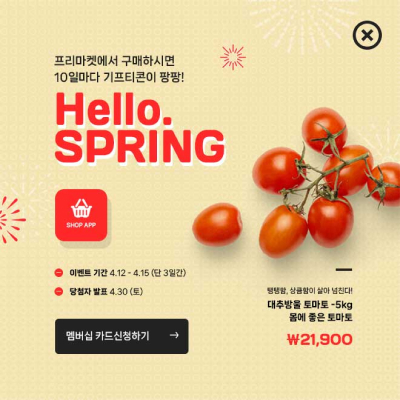 프리마켓에서 구매하시면
10일마다 기프티콘이 팡팡!
Hello.
SPRING
SHOP APP
이벤트 기간 4.12 - 4.15 (단 3일간)
당첨자 발표 4.30 (토)
멤버십 카드신청하기 →
탱탱함, 상큼함이 살아 넘친다!
대추방울 토마토 -5kg
몸에 좋은 토마토
₩21,900